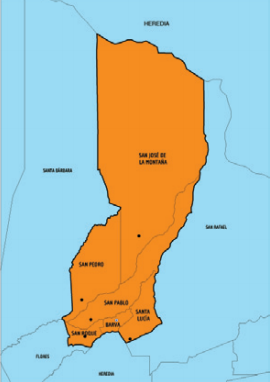 HEREDIA
SAN JOSÉ DE
LA MONTAÑA
SANTA BÁRBARA
SAN RAFAEL
SAN PEDRO
SAN PABLO
SANTA
LUCÍA
BARVA
SAN ROQUE
FLORES
HEREDIA